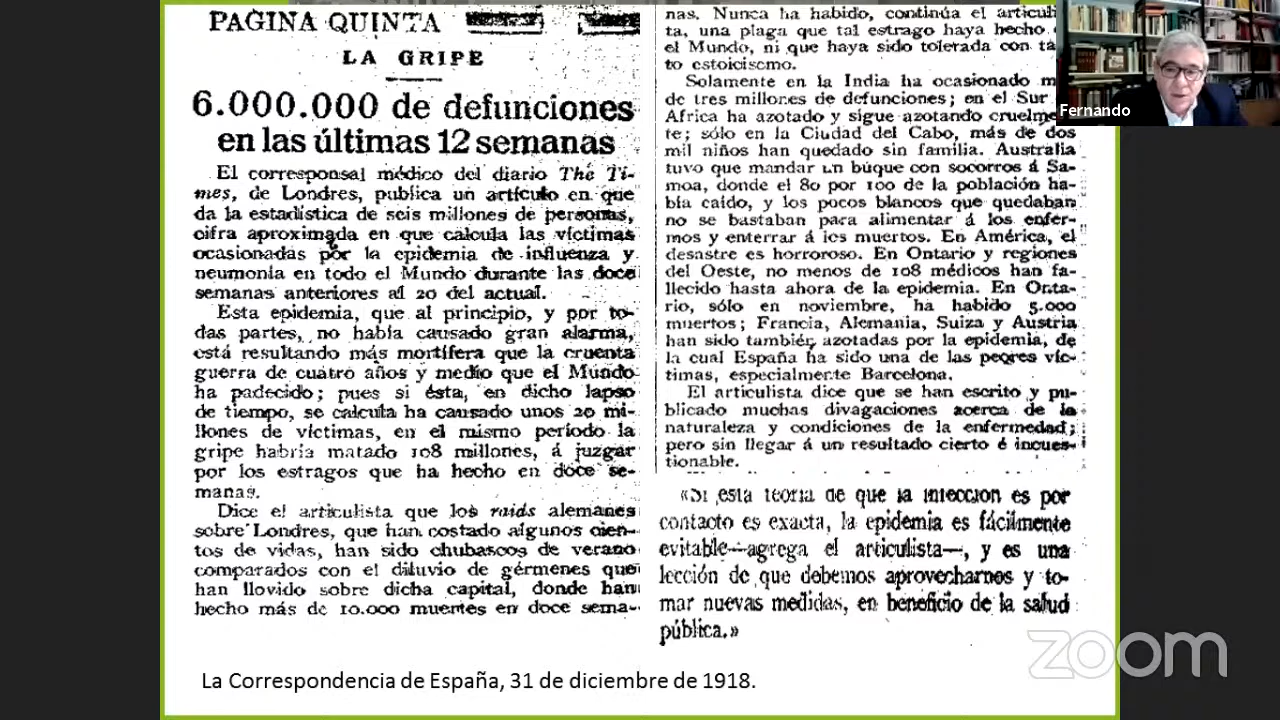 PAGINA QUINTA
LA GRIPE
6.000.000 de defunciones
en las últimas 12 semanas
El corresponsal médico del diario The Ti-
mes, de Londres, publica un artículo en que
da la estadística de seis millones de personas,
cifra aproximada en que calcula las víctimas
ocasionadas por la epidemia de influenza y
neumonía en todo el Mundo durante las doce
semanas anteriores al 20 del actual.
Esta epidemia, que al principio, y por to-
das partes, no había causado gran alarma,
está resultando más mortífera que la cruenta
guerra de cuatro años y medio que el Mundo
ha padecido; pues si ésta, en dicho lapso
de tiempo, se calcula ha causado unos 20 mi-
llones de víctimas, en el mismo período la
gripe habría matado 108 millones, á juzgar
por los estragos que ha hecho en doce se-
manas.
Dice el articulista que los raids alemanes
sobre Londres, que han costado algunos cien-
tos de vidas, han sido chubascos de verano
comparados con el diluvio de gérmenes que
han llovido sobre dicha capital, donde han
hecho más de 10.000 muertes en doce sema-
nas. Nunca ha habido, continúa el articulis-
ta, una plaga que tal estrago haya hecho
el Mundo, ni que haya sido tolerada con ta
to estoicismo.
Solamente en la India ha ocasionado m
de tres millones de defunciones; en el Sur
Africa ha azotado y sigue azotando cruelme
te; sólo en la Ciudad del Cabo, más de dos
mil niños han quedado sin familia. Australia
tuvo que mandar un búque con socorros á Sa-
moa, donde el 80 por 100 de la población ha-
bía caído, y los pocos blancos que quedaban
no se bastaban para alimentar á los enfer-
mos y enterrar á los muertos. En América, el
desastre es horroroso. En Ontario y regiones
del Oeste, no menos de 108 médicos han fa-
llecido hasta ahora de la epidemia. En Onta-
rio, sólo en noviembre, ha habido 5.000
muertos; Francia, Alemania, Suiza y Austria
han sido también azotadas por la epidemia, de
la cual España ha sido una de las peores víc-
timas, especialmente Barcelona.
El articulista dice que se han escrito y pu-
blicado muchas divagaciones acerca de la
naturaleza y condiciones de la enfermedad;
pero sin llegar á un resultado cierto é incues-
tionable.
«Si esta teoría de que la infección es por
contacto es exacta, la epidemia es fácilmente
evitable—agrega el articulista—, y es una
lección de que debemos aprovecharnos y to-
mar nuevas medidas, en beneficio de la salud
pública.»
La Correspondencia de España, 31 de diciembre de 1918.
Fernando
zoom